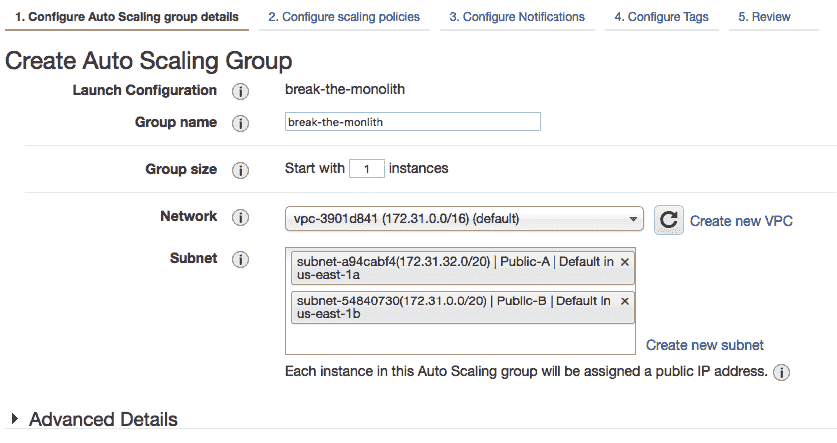 1. Configure Auto Scaling group details 2. Configure scaling policies 3. Configure Notifications 4. Configure Tags 5. Review
Create Auto Scaling Group
Launch Configuration i break-the-monolith
Group name i break-the-monlith
Group size i Start with 1 instances
Network i vpc-3901d841 (172.31.0.0/16) (default) Create new VPC
Subnet i subnet-a94cabf4(172.31.32.0/20) | Public-A | Default in ×
us-east-1a
subnet-54840730(172.31.0.0/20) | Public-B | Default in ×
us-east-1b
Create new subnet
Each instance in this Auto Scaling group will be assigned a public IP address. i
Advanced Details